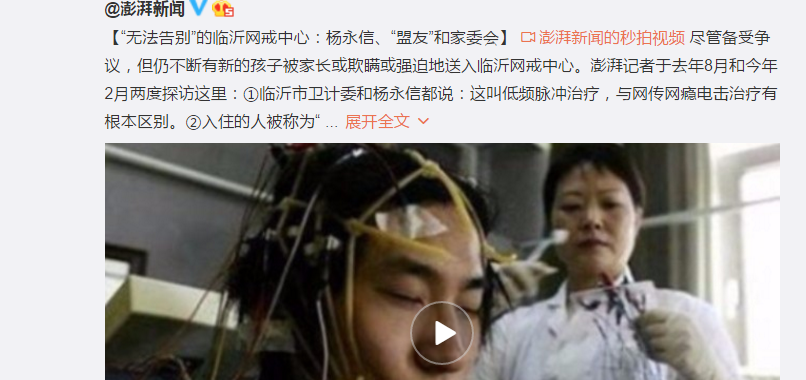 @澎湃新闻
【“无法告别”的临沂网戒中心：杨永信、“盟友”和家委会】 澎湃新闻的秒拍视频 尽管备受争
议，但仍不断有新的孩子被家长或欺瞒或强迫地送入临沂网戒中心。澎湃记者于去年8月和今年
2月两度探访这里：①临沂市卫计委和杨永信都说：这叫低频脉冲治疗，与网传网瘾电击治疗有
根本区别。②入住的人被称为“ ... 展开全文